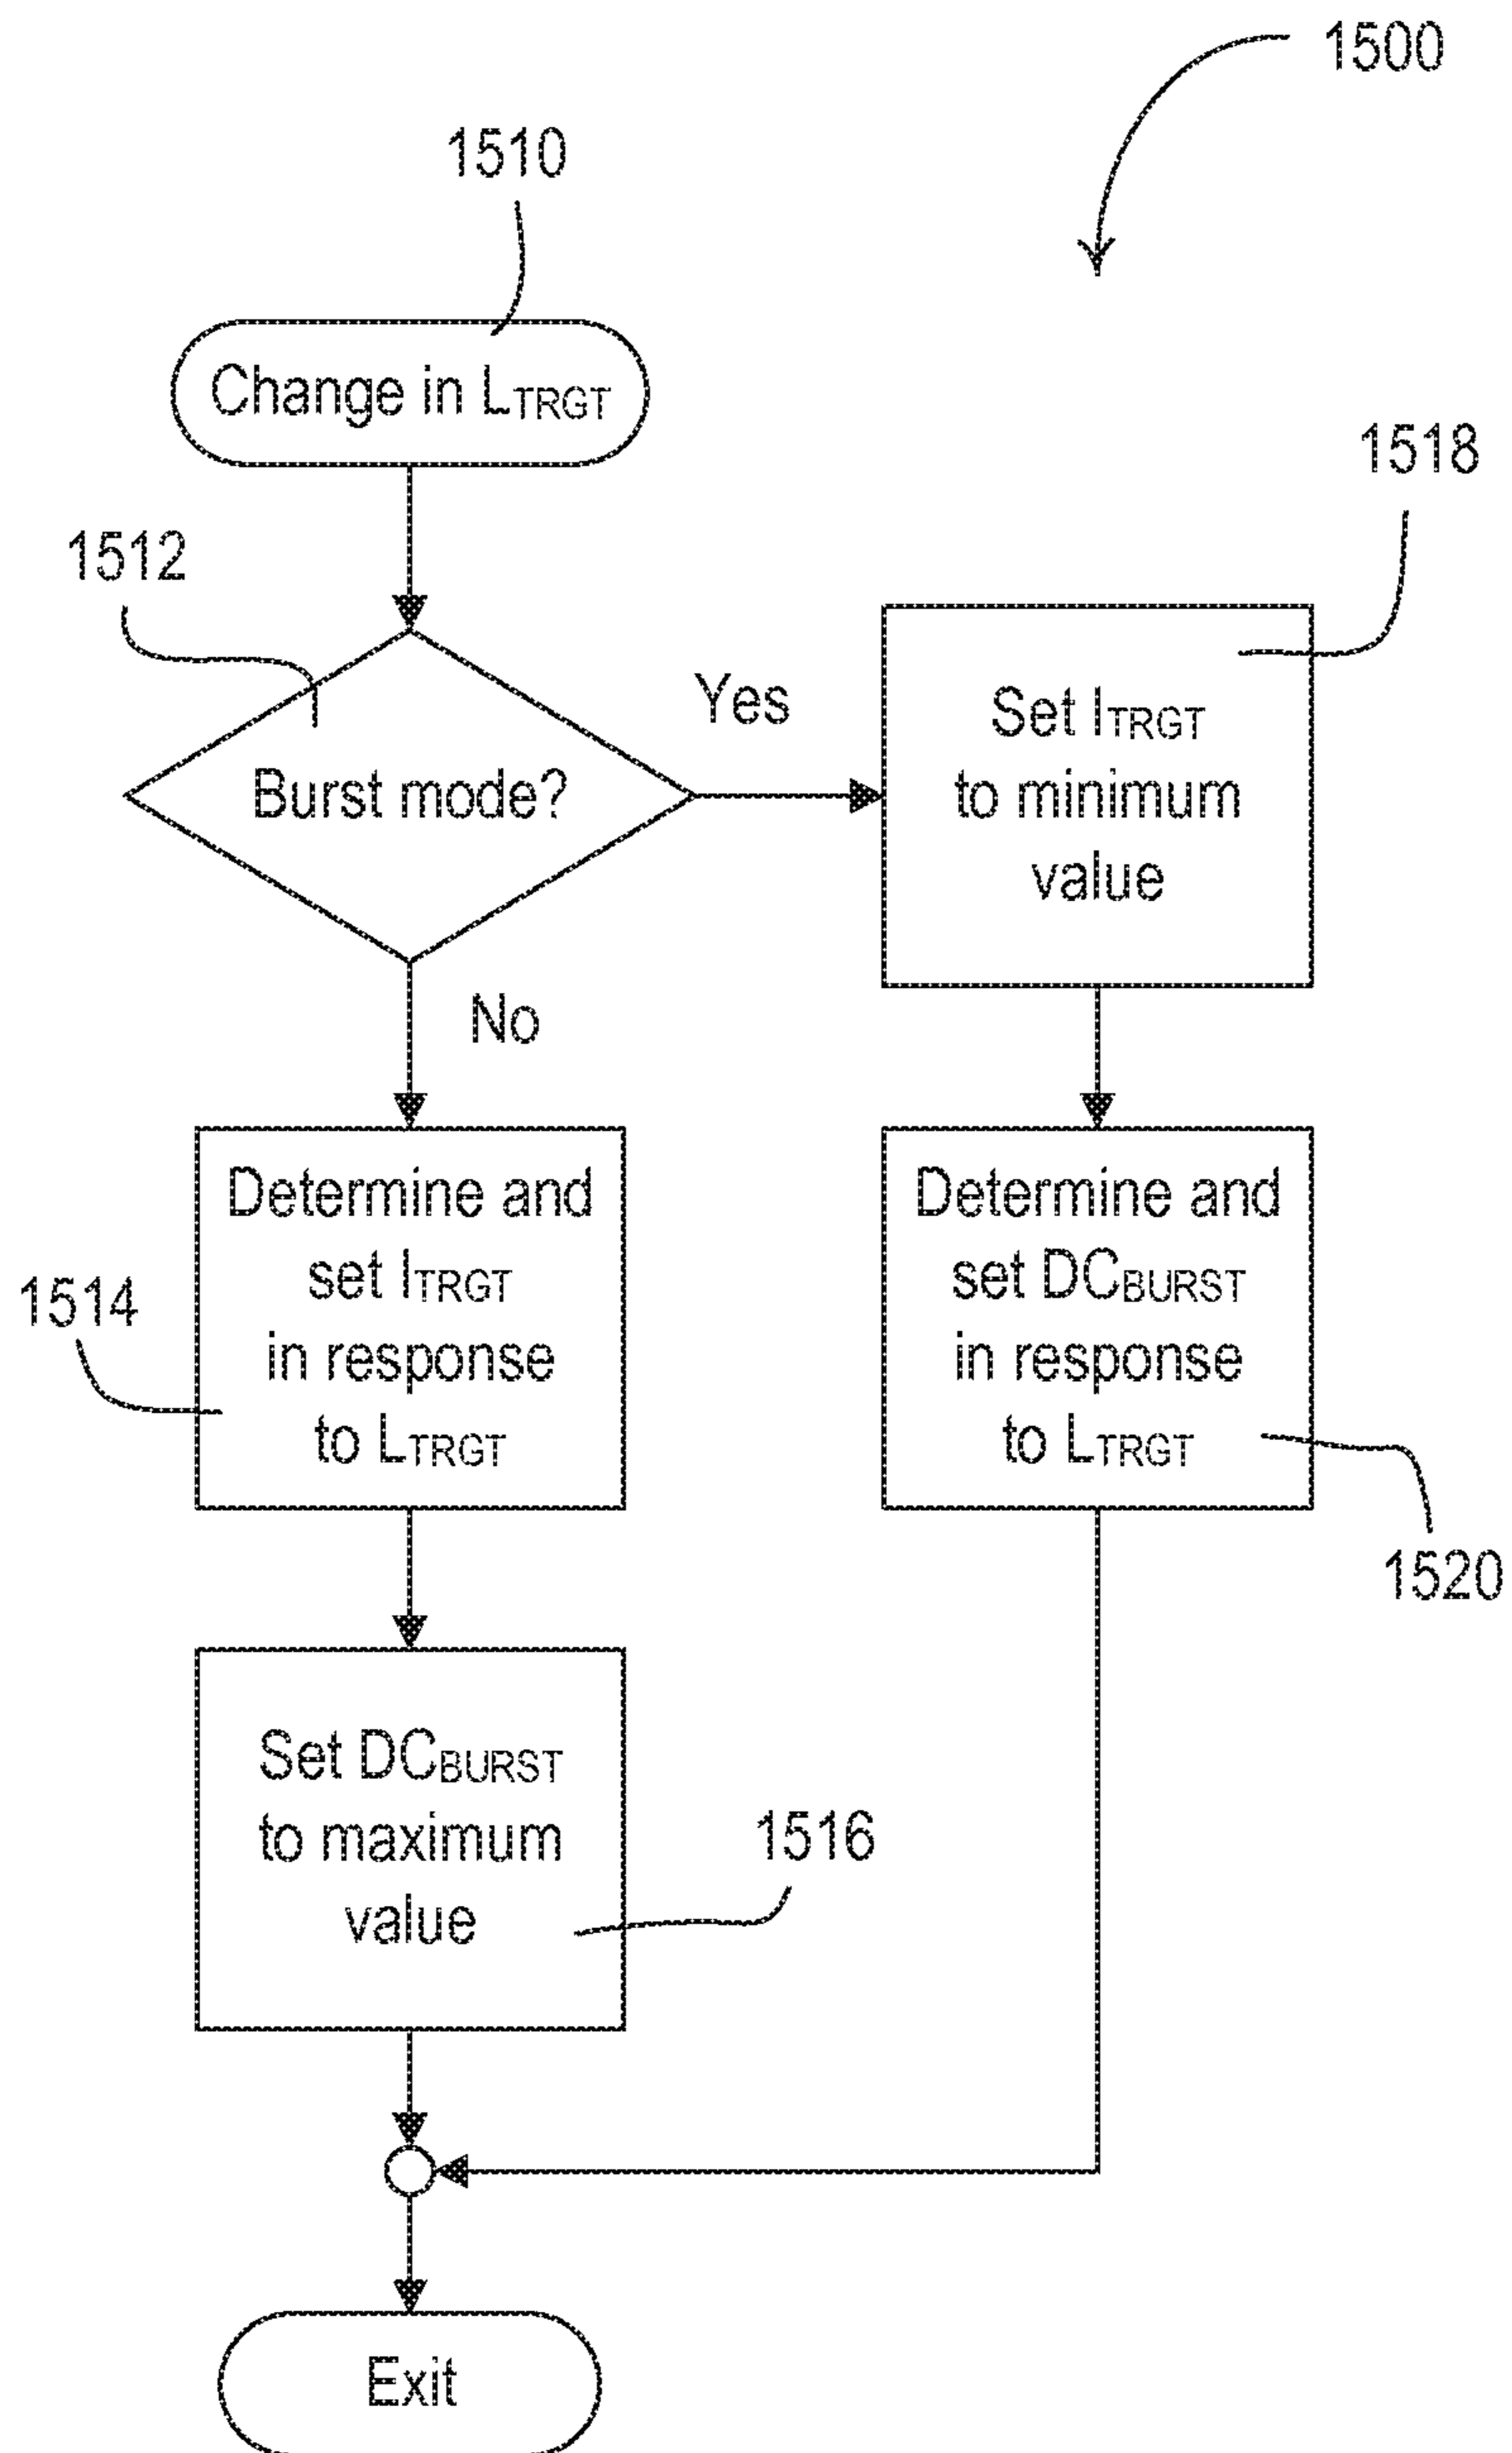 1500
1510
Change in LTRGT
1518
1512
Yes
Set ITRGT
to minimum
value
Burst mode?
No
Determine and
set ITRGT
in response
to LTRGT
1514
Determine and
set DCBURST
in response
to LTRGT
1520
Set DCBURST
to maximum
value
1516
Exit